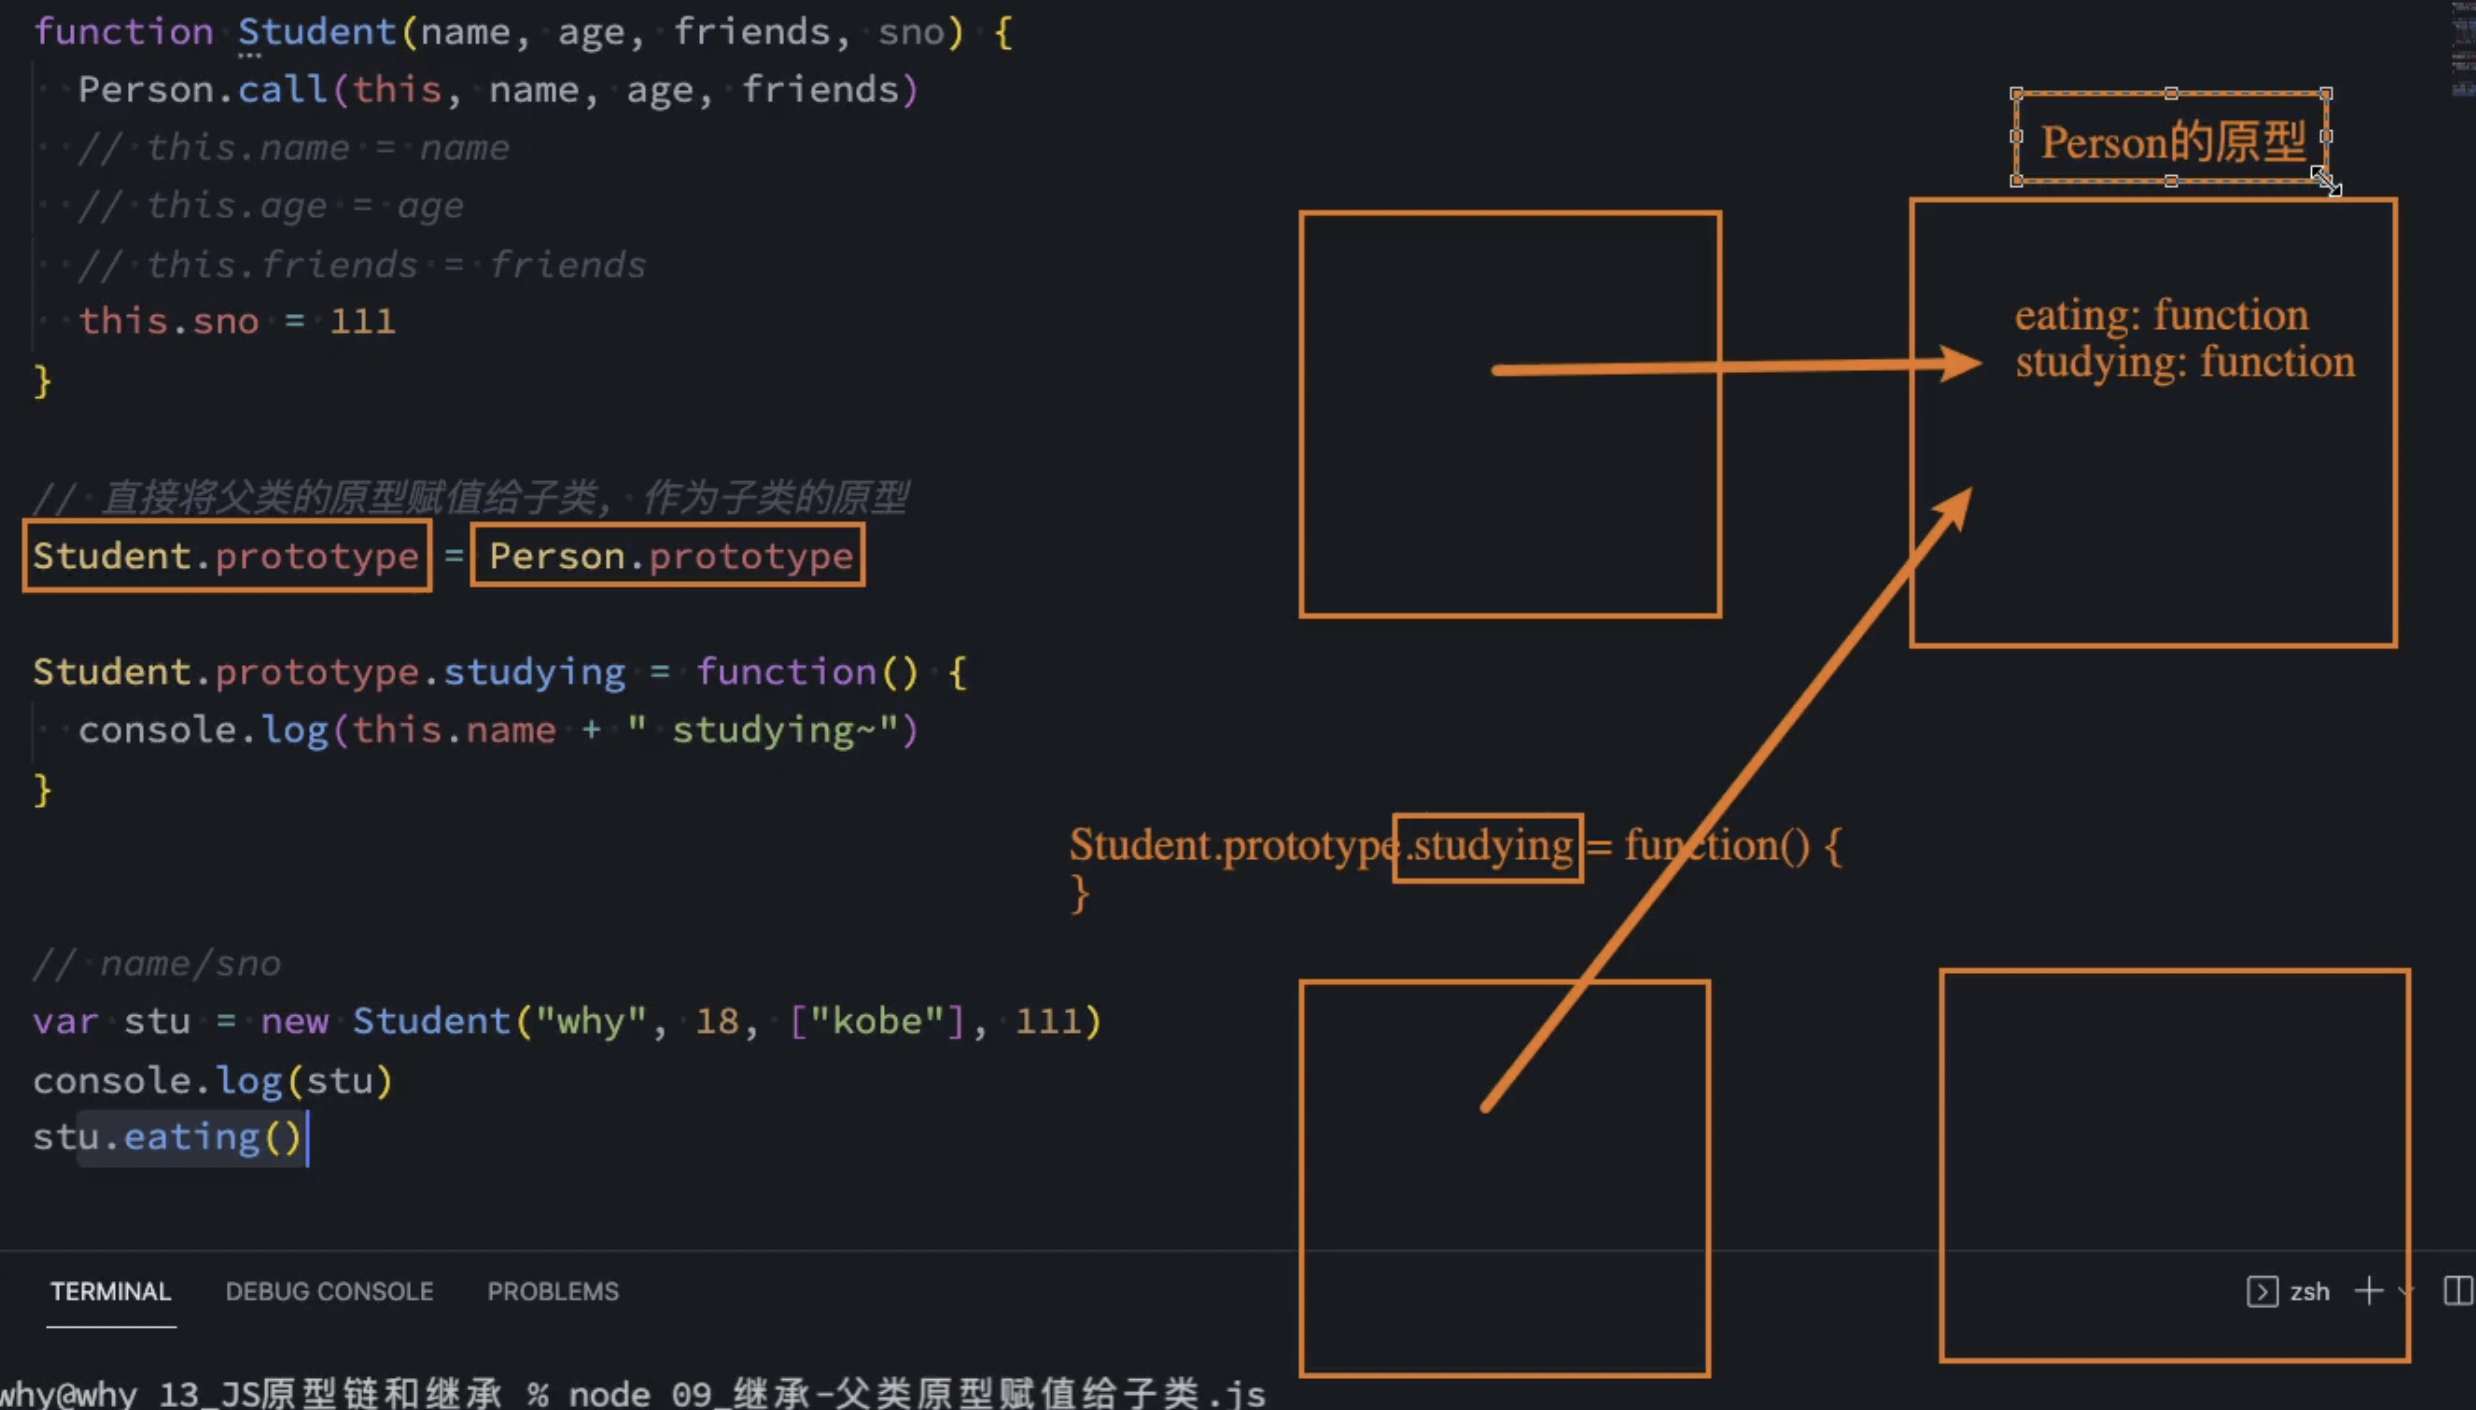 function Student(name, age, friends, sno) {
Person.call(this, name, age, friends)
// this.name = name
// this.age = age
// this.friends = friends
this.sno = 111
}
// 直接将父类的原型赋值给子类, 作为子类的原型
Student.prototype = Person.prototype
Student.prototype.studying = function() {
console.log(this.name + " studying~")
}
// name/sno
var stu = new Student("why", 18, ["kobe"], 111)
console.log(stu)
stu.eating()
Person的原型
eating: function
studying: function
Student.prototype.studying = function() {
}
TERMINAL DEBUG CONSOLE PROBLEMS
zsh
why@why 13_JS原型链和继承 % node 09_继承-父类原型赋值给子类.js